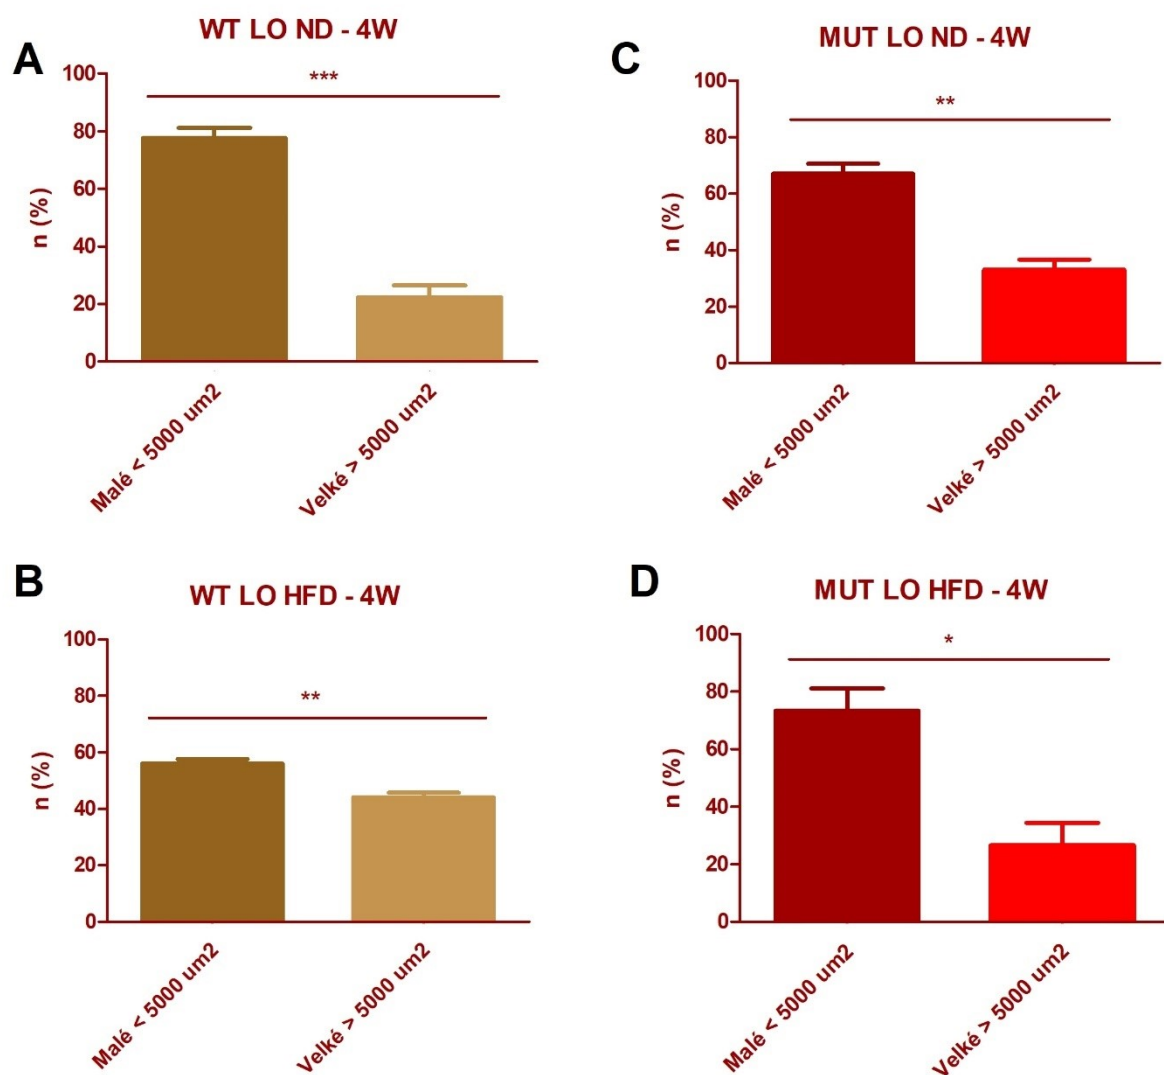 A
WT LO ND - 4W
n (%)
100
80
60
40
20
0
***
Malé < 5000 um2
Velké > 5000 um2
C
MUT LO ND - 4W
n (%)
100
80
60
40
20
0
**
Malé < 5000 um2
Velké > 5000 um2
B
WT LO HFD - 4W
n (%)
100
80
60
40
20
0
**
Malé < 5000 um2
Velké > 5000 um2
D
MUT LO HFD - 4W
n (%)
100
80
60
40
20
0
*
Malé < 5000 um2
Velké > 5000 um2